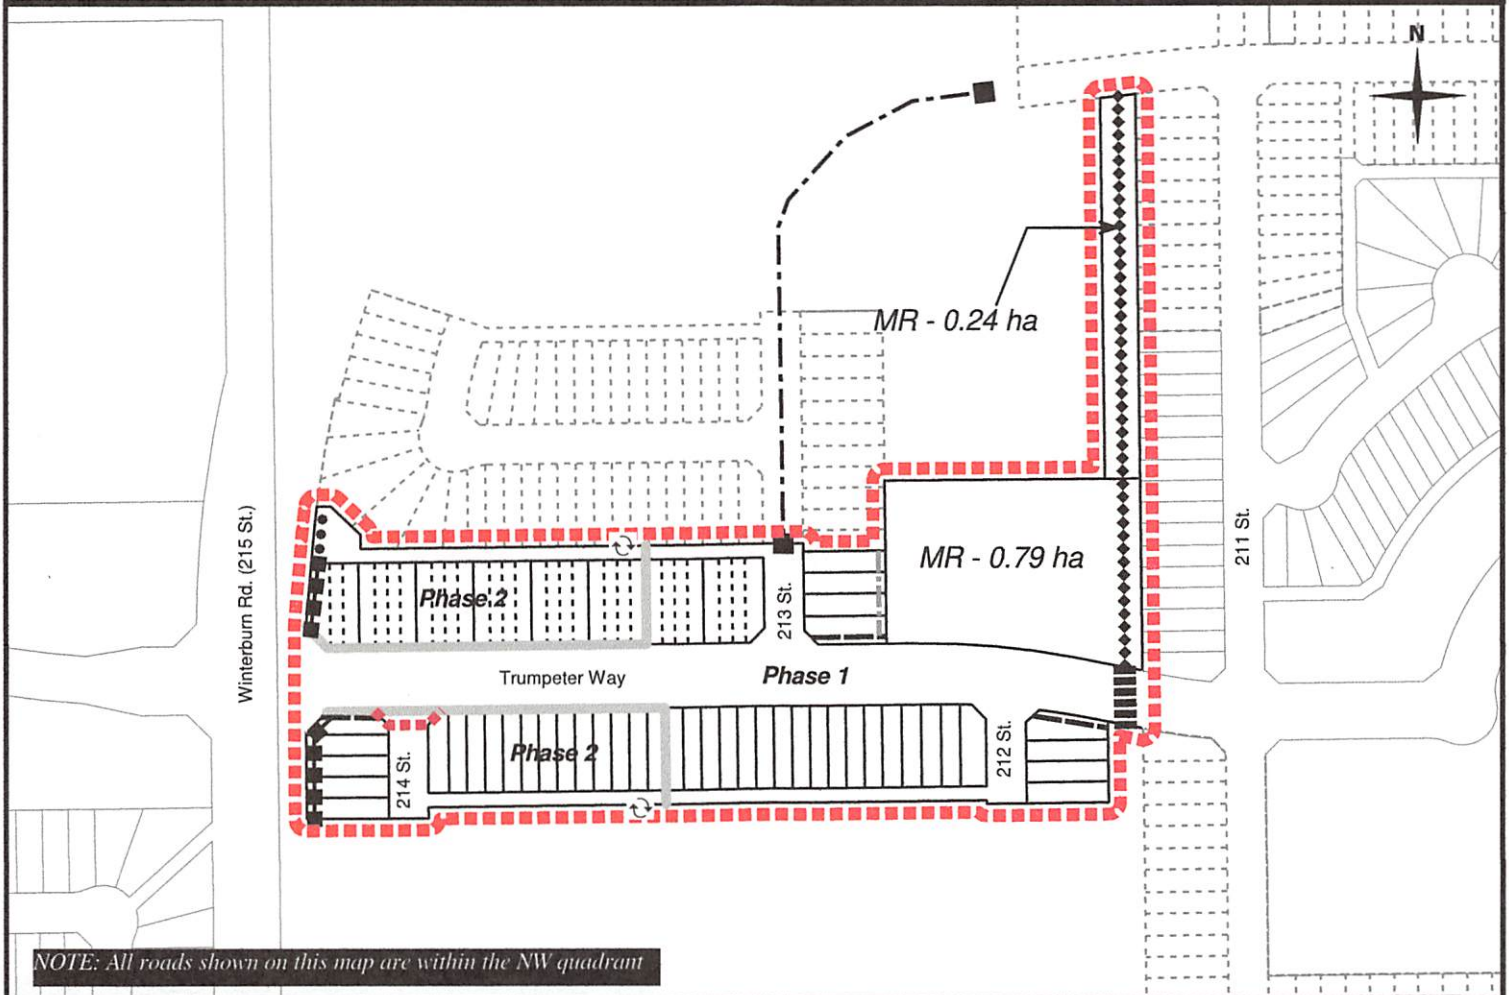 N
MR - 0.24 ha
MR - 0.79 ha
Winterburn Rd. (215 St.)
211 St.
Phase 2
213 St.
Trumpeter Way
Phase 1
Phase 2
214 St.
212 St.
NOTE: All roads shown on this map are within the NW quadrant